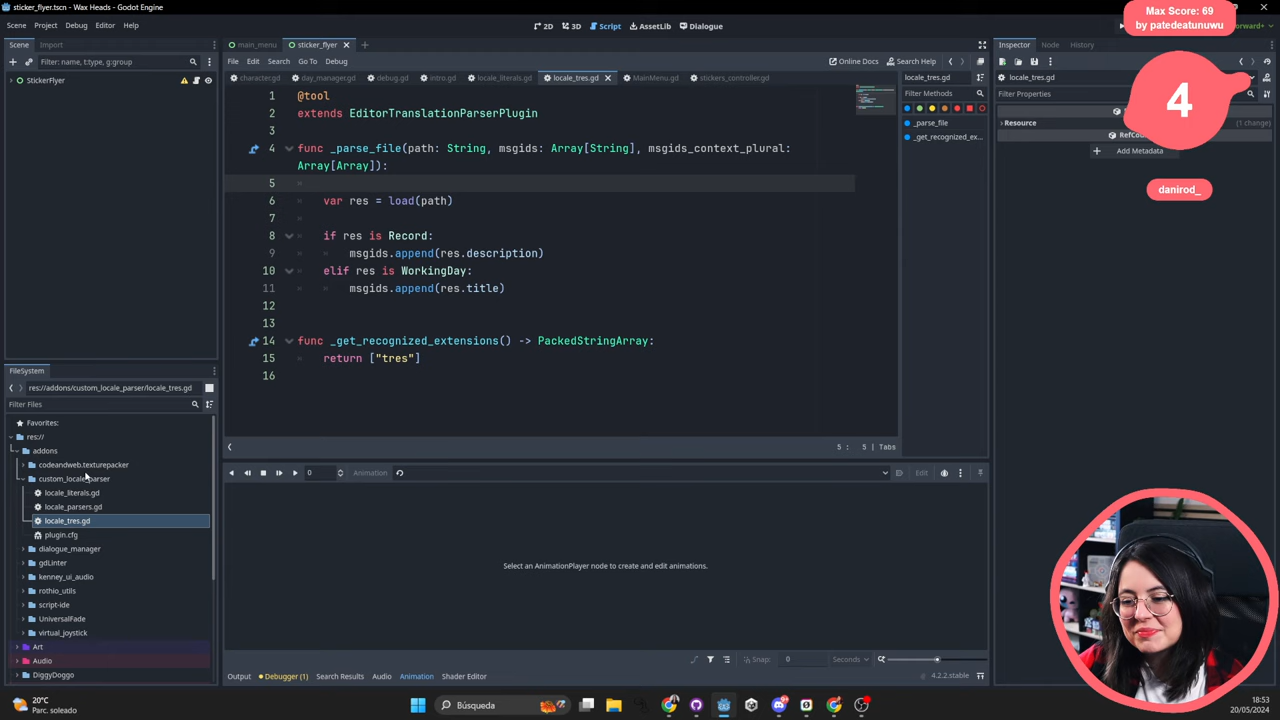 sticker_flyer.tscn - Wax Heads - Godot Engine
Max Score: 69
by patedeatunuwu
4
danirod_
Scene Project Debug Editor Help
2D 3D Script AssetLib Dialogue
Forward+
Scene Import
main_menu sticker_flyer
Inspector Node History
Filter: name, t:type, g:group
File Edit Search Go To Debug
Online Docs Search Help
locale_tres.gd
StickerFlyer
character.gd day_manager.gd debug.gd intro.gd locale_literals.gd locale_tres.gd MainMenu.gd stickers_controller.gd
locale_tres.gd
Filter Methods
_parse_file
_get_recognized_ex...
Filter Properties
Resource (1 change)
Add Metadata
1 @tool
2 extends EditorTranslationParserPlugin
3
4 func _parse_file(path: String, msgids: Array[String], msgids_context_plural:
Array[Array]):
5
6 var res = load(path)
7
8 if res is Record:
9 msgids.append(res.description)
10 elif res is WorkingDay:
11 msgids.append(res.title)
12
13
14 func _get_recognized_extensions() -> PackedStringArray:
15 return ["tres"]
16
5 : 5 | Tabs
FileSystem
res://addons/custom_locale_parser/locale_tres.gd
Filter Files
Favorites:
res://
addons
codeandweb.texturepacker
custom_locale_parser
locale_literals.gd
locale_parsers.gd
locale_tres.gd
plugin.cfg
dialogue_manager
gdLinter
kenney_ui_audio
rothio_utils
script-ide
UniversalFade
virtual_joystick
Art
Audio
DiggyDoggo
0 Animation
Select an AnimationPlayer node to create and edit animations.
Snap: 0 Seconds
Output Debugger (1) Search Results Audio Animation Shader Editor
4.2.2.stable
20°C
Parc. soleado
Búsqueda
18:53
20/05/2024